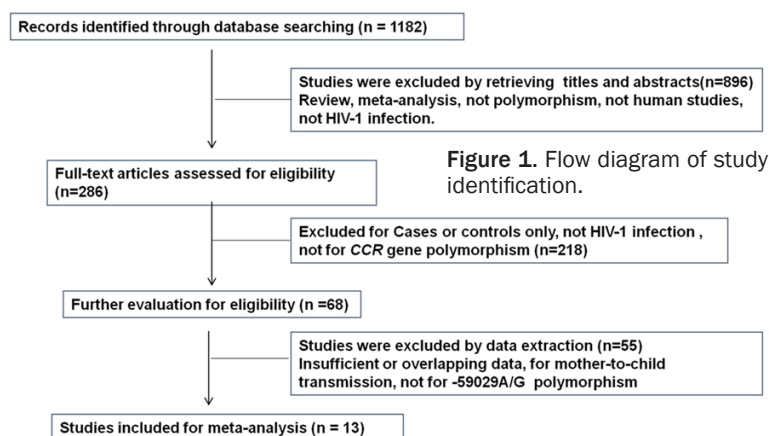 Records identified through database searching (n = 1182)
Studies were excluded by retrieving titles and abstracts(n=896)
Review, meta-analysis, not polymorphism, not human studies,
not HIV-1 infection.
Figure 1. Flow diagram of study
identification.
Full-text articles assessed for eligibility
(n=286)
Excluded for Cases or controls only, not HIV-1 infection ,
not for CCR gene polymorphism (n=218)
Further evaluation for eligibility (n =68)
Studies were excluded by data extraction (n=55)
Insufficient or overlapping data, for mother-to-child
transmission, not for -59029A/G polymorphism
Studies included for meta-analysis (n = 13)